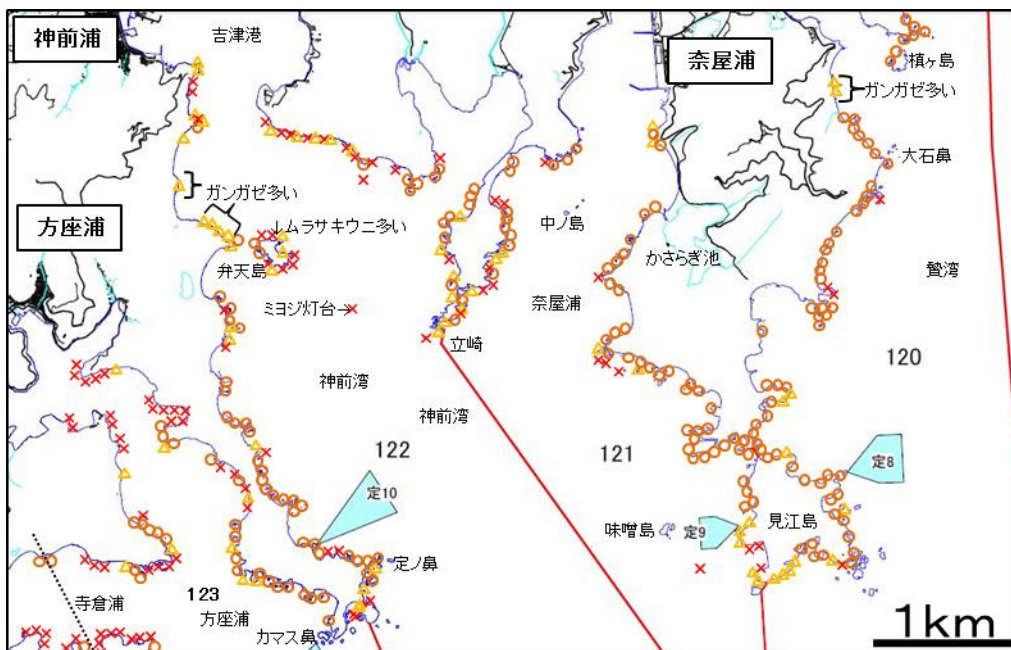 神前浦
吉津港
奈屋浦
槙ヶ島
ガンガゼ多い
大石鼻
ガンガゼ多い
方座浦
↓ムラサキウニ多い
中ノ島
弁天島
かさらぎ池
贄湾
ミヨジ灯台→
奈屋浦
立崎
120
神前湾
神前湾
122
121
定8
定10
味噌島
定9
見江島
定ノ鼻
123
寺倉浦
方座浦
カマス鼻
1km